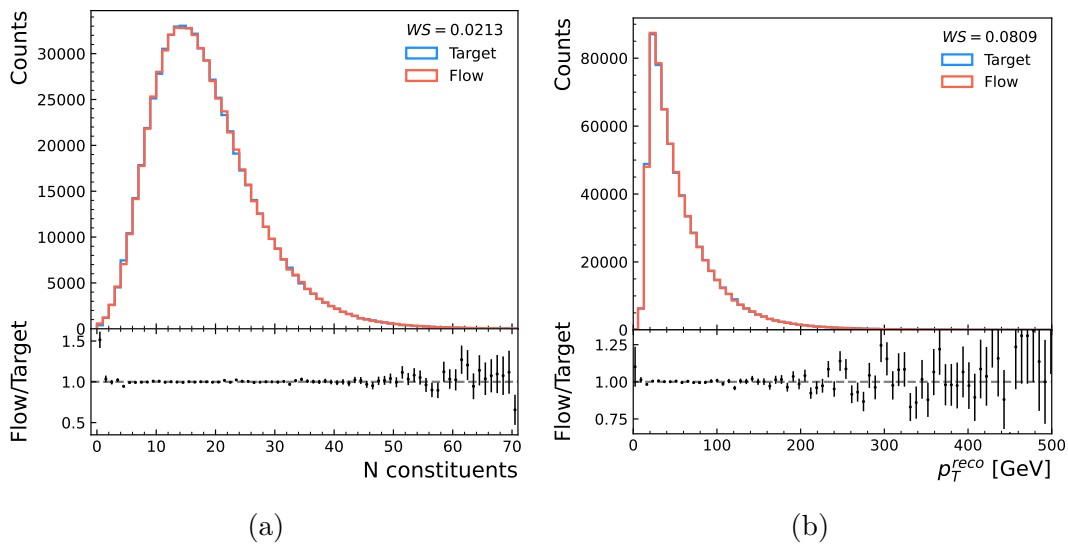 WS = 0.0213
Target
Flow
Counts
30000
25000
20000
15000
10000
5000
0
Flow/Target
1.5
1.0
0.5
0 10 20 30 40 50 60 70
N constituents
(a)
WS = 0.0809
Target
Flow
Counts
80000
60000
40000
20000
0
Flow/Target
1.25
1.00
0.75
0 100 200 300 400 500
p_T^{reco} [GeV]
(b)